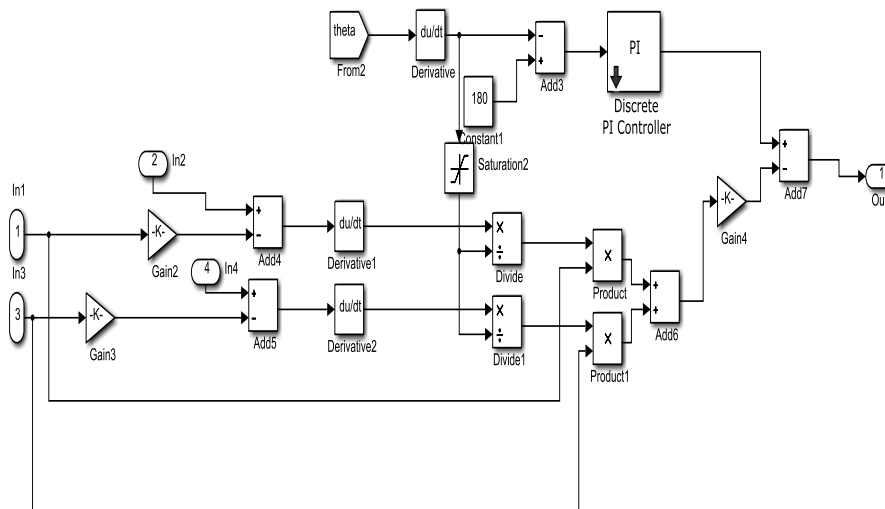 theta
From2
du/dt
Derivative
180
Constant1
-
+
Add3
PI
Discrete
PI Controller
Saturation2
+
-
Add7
1
Ou
In1
1
2
In2
-K-
Gain2
+
-
Add4
du/dt
Derivative1
×
÷
Divide
×
Product
-K-
Gain4
In3
3
-K-
Gain3
4
In4
+
-
Add5
du/dt
Derivative2
×
÷
Divide1
×
Product1
+
+
Add6